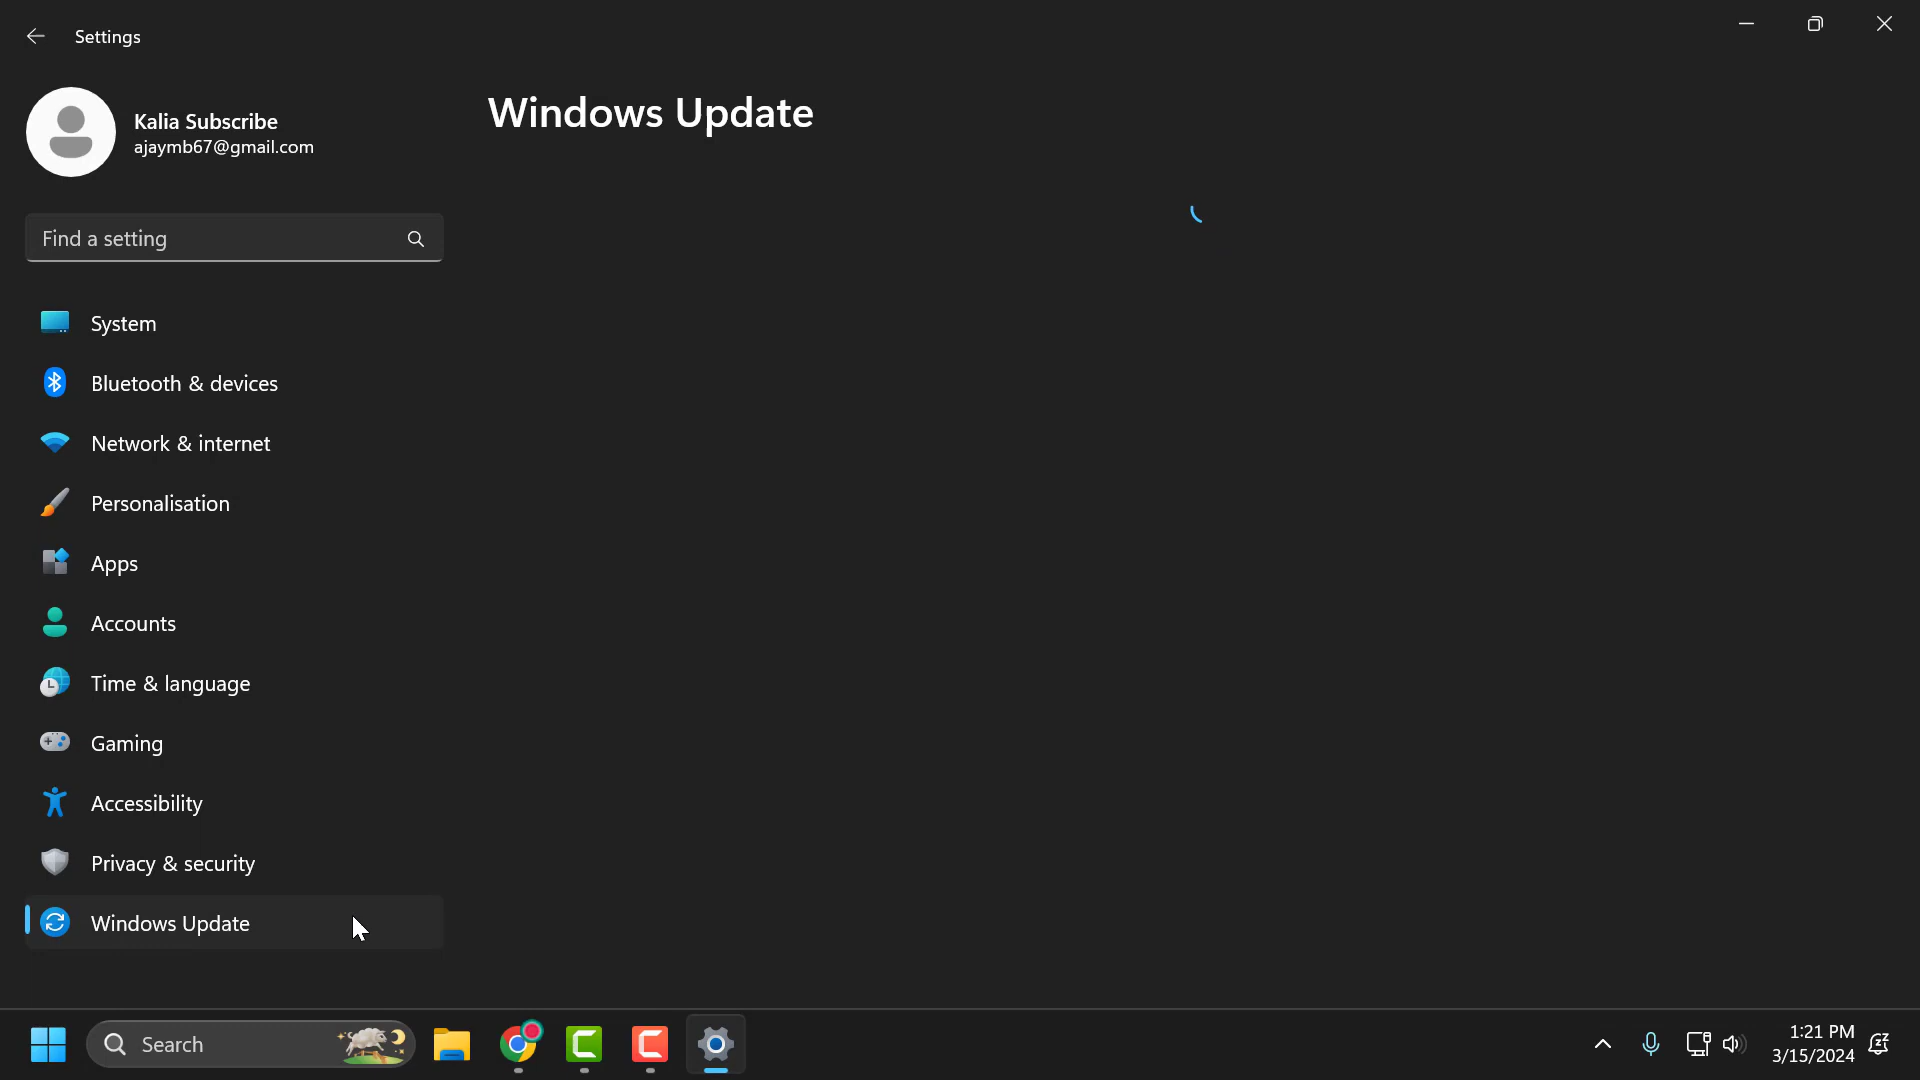 Settings
Kalia Subscribe
ajaymb67@gmail.com
Find a setting
System
Bluetooth & devices
Network & internet
Personalisation
Apps
Accounts
Time & language
Gaming
Accessibility
Privacy & security
Windows Update
Windows Update
Search
1:21 PM
3/15/2024